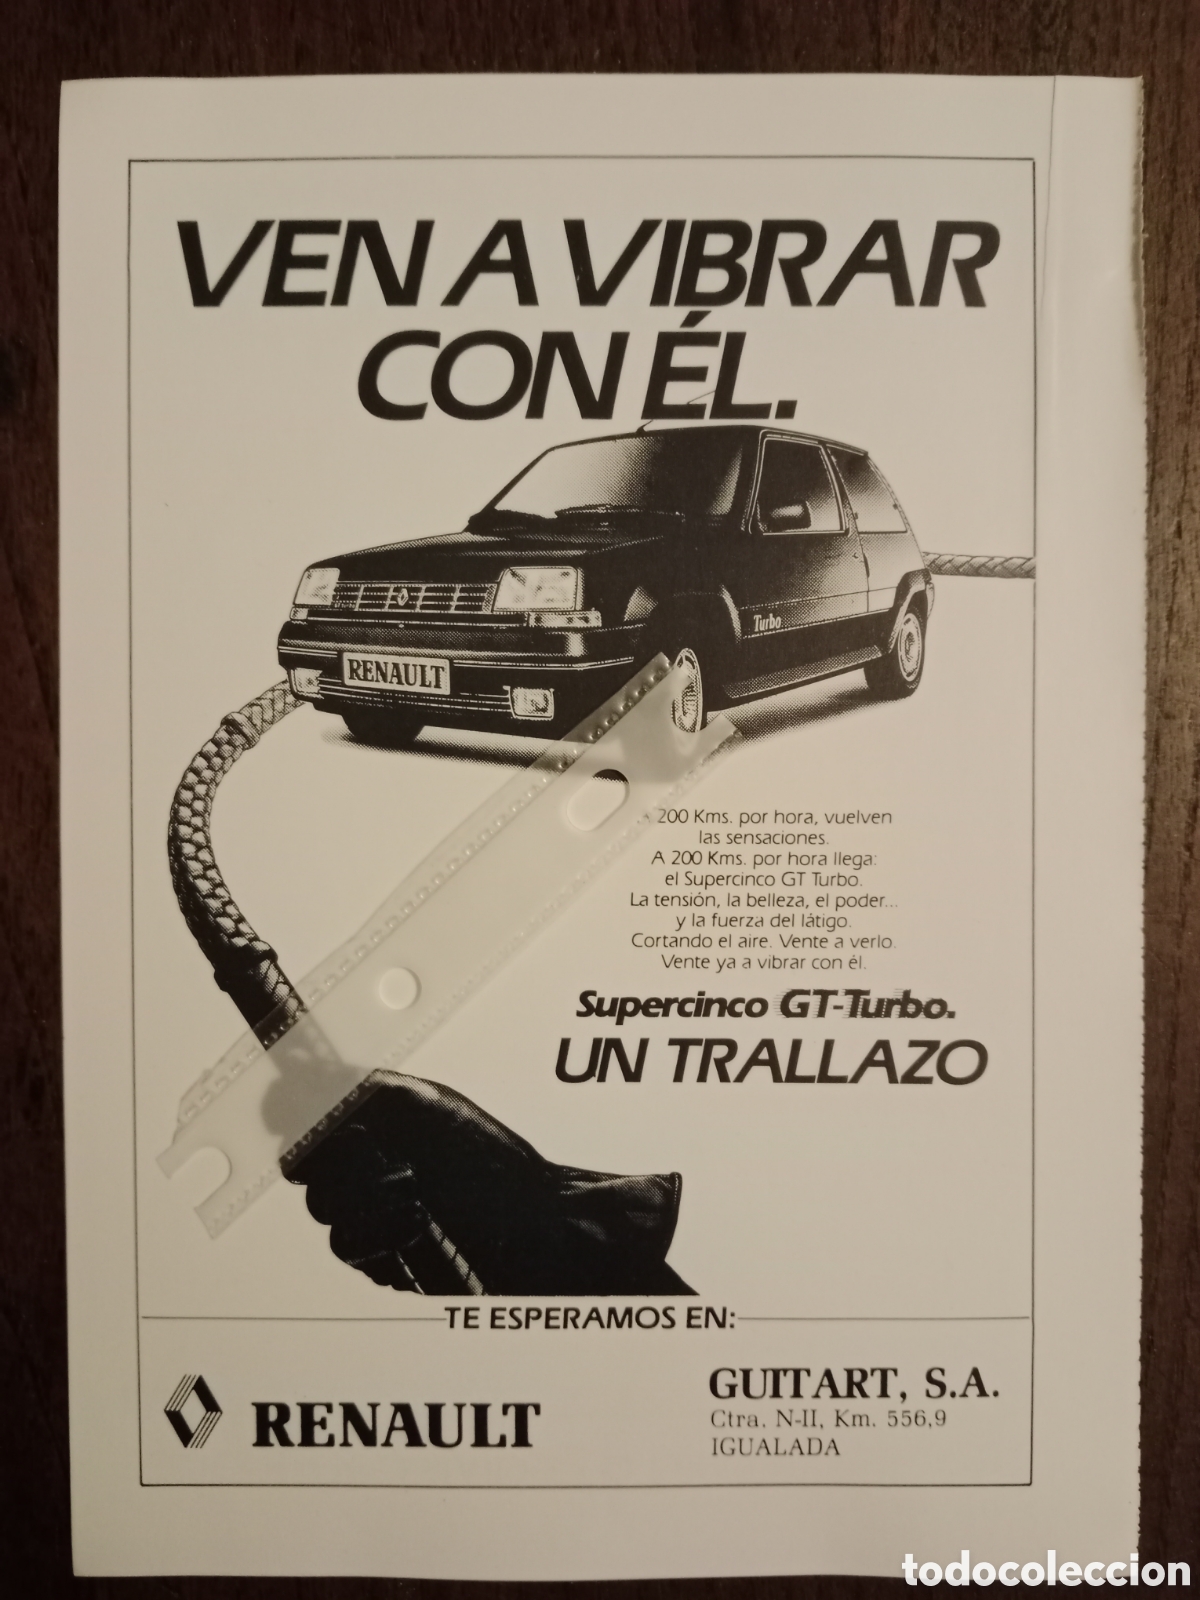 VEN A VIBRAR
CON ÉL.
Turbo
RENAULT
A 200 Kms. por hora, vuelven
las sensaciones.
A 200 Kms. por hora llega:
el Supercinco GT Turbo.
La tensión, la belleza, el poder...
y la fuerza del látigo.
Cortando el aire. Vente a verlo.
Vente ya a vibrar con él.
Supercinco GT-Turbo.
UN TRALLAZO
TE ESPERAMOS EN:
RENAULT
GUITART, S.A.
Ctra. N-II, Km. 556,9
IGUALADA
todocoleccion